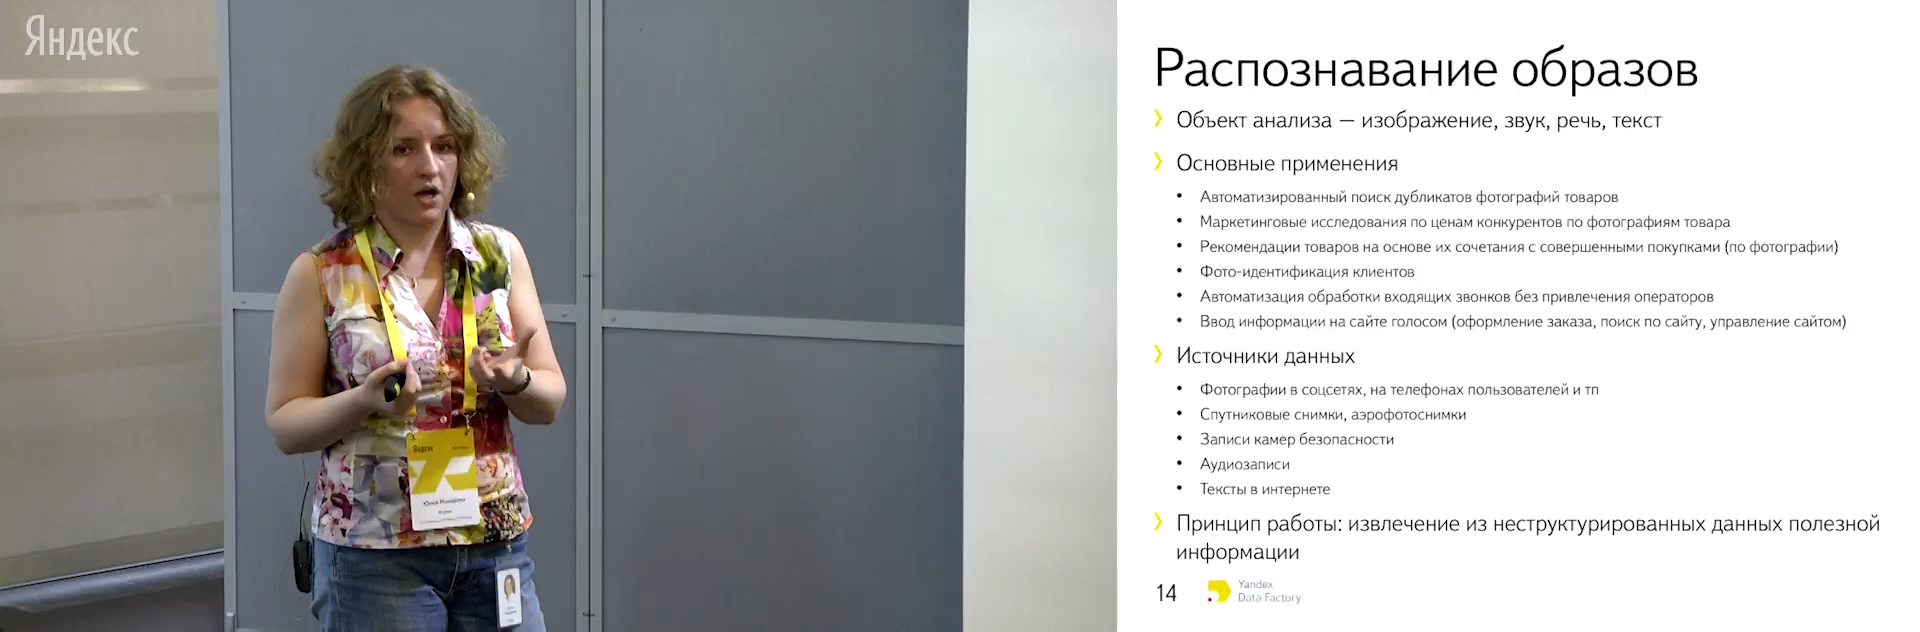 Яндекс
Яндекс
Распознавание образов
Объект анализа — изображение, звук, речь, текст
Основные применения
• Автоматизированный поиск дубликатов фотографий товаров
• Маркетинговые исследования по ценам конкурентов по фотографиям товара
• Рекомендации товаров на основе их сочетания с совершенными покупками (по фотографии)
• Фото-идентификация клиентов
• Автоматизация обработки входящих звонков без привлечения операторов
• Ввод информации на сайте голосом (оформление заказа, поиск по сайту, управление сайтом)
Источники данных
• Фотографии в соцсетях, на телефонах пользователей и тп
• Спутниковые снимки, аэрофотоснимки
• Записи камер безопасности
• Аудиозаписи
• Тексты в интернете
Принцип работы: извлечение из неструктурированных данных полезной
информации
14
Yandex
Data Factory